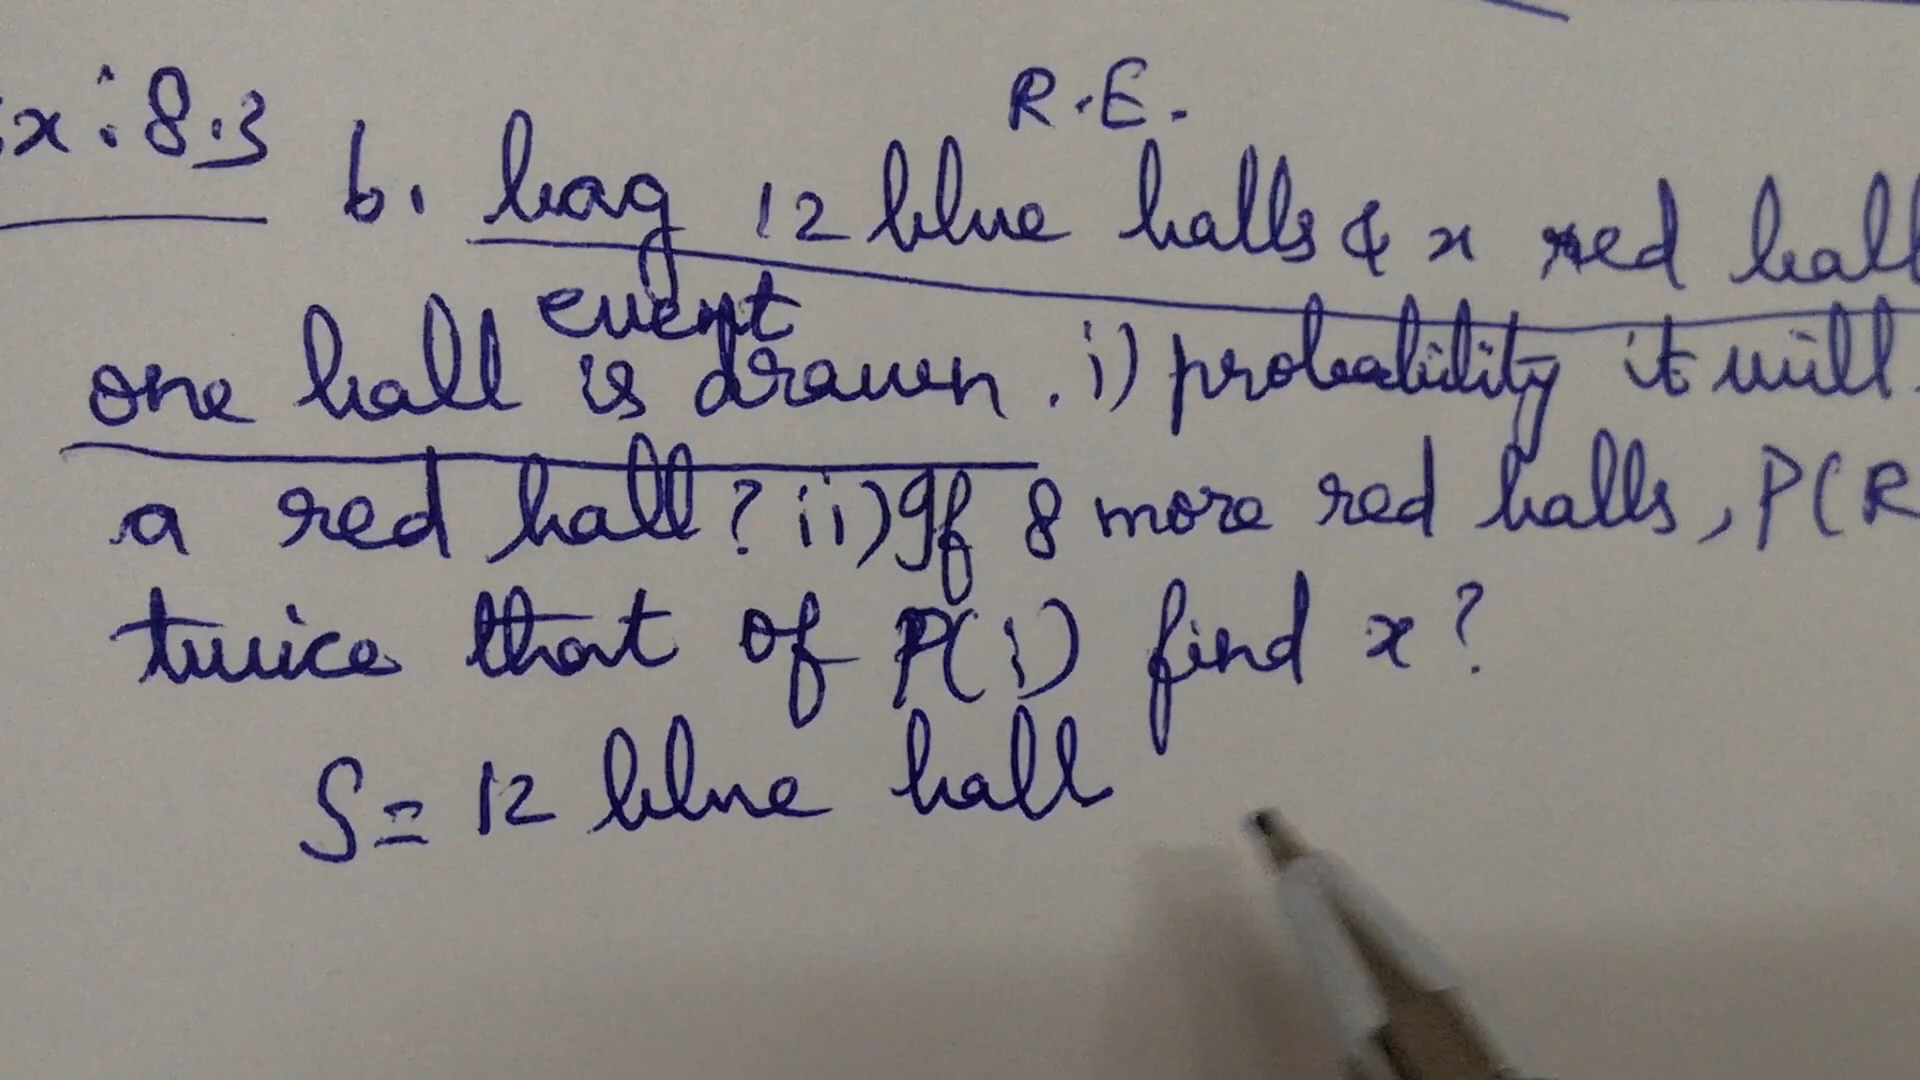 x : 8.3
R.E.
b. bag 12 blue balls & x red ball
event
one ball is drawn. i) probability it will
a red ball? ii) If 8 more red balls, P(R
twice that of P(i) find x?
S = 12 blue ball